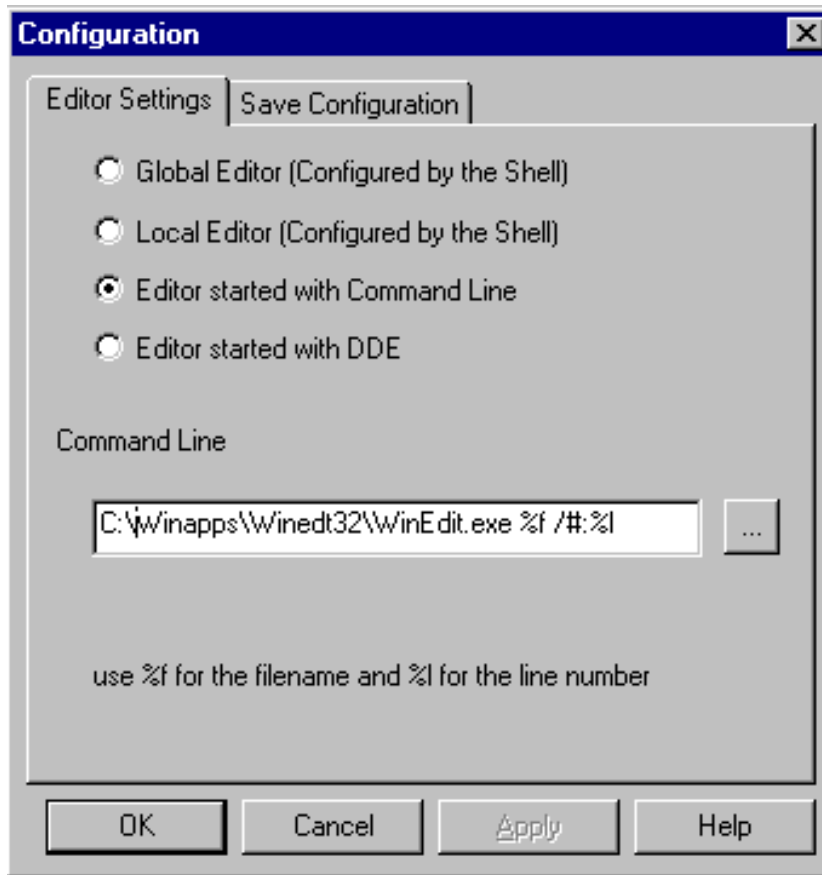 Configuration
Editor Settings
Save Configuration
Global Editor (Configured by the Shell)
Local Editor (Configured by the Shell)
Editor started with Command Line
Editor started with DDE
Command Line
C:\Winapps\Winedt32\WinEdit.exe %f /#:%l
...
use %f for the filename and %l for the line number
OK
Cancel
Apply
Help